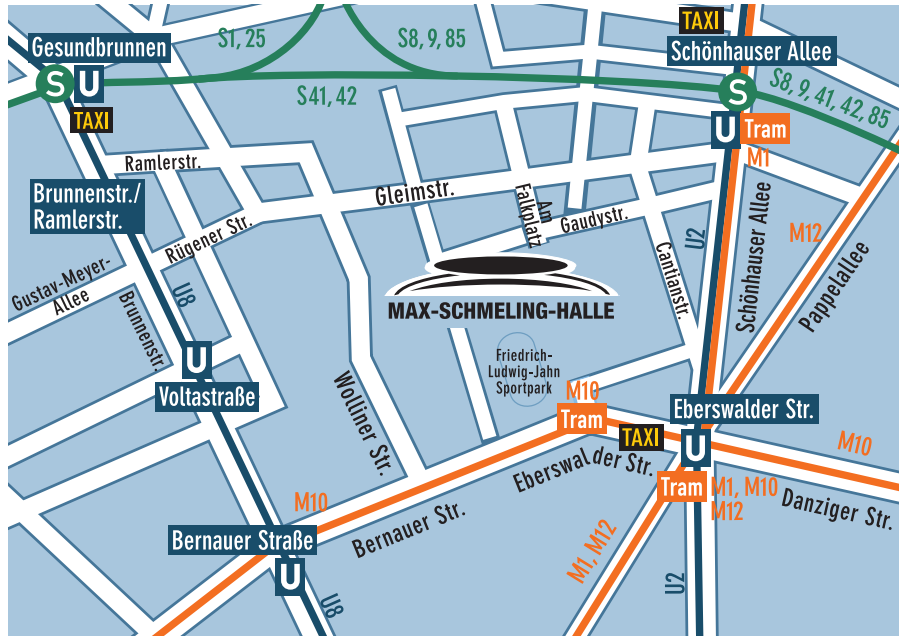 TAXI
Gesundbrunnen
S1, 25
S8, 9, 85
Schönhauser Allee
S
U
S41, 42
S
S8, 9, 41, 42, 85
TAXI
U
Tram
M1
Ramlerstr.
Brunnenstr./
Ramlerstr.
Gleimstr.
Am
Falkplatz
Gaudystr.
Rügener Str.
U2
Schönhauser Allee
M12
Pappelallee
Cantianstr.
Gustav-Meyer-
Allee
U8
Brunnenstr.
MAX-SCHMELING-HALLE
U
Voltastraße
Friedrich-
Ludwig-Jahn
Sportpark
Wolliner Str.
M10
Tram
TAXI
Eberswalder Str.
U
M10
Eberswalder Str.
Tram
M1, M10
M12
Danziger Str.
M10
Bernauer Str.
Bernauer Straße
U
U8
M1, M12
U2